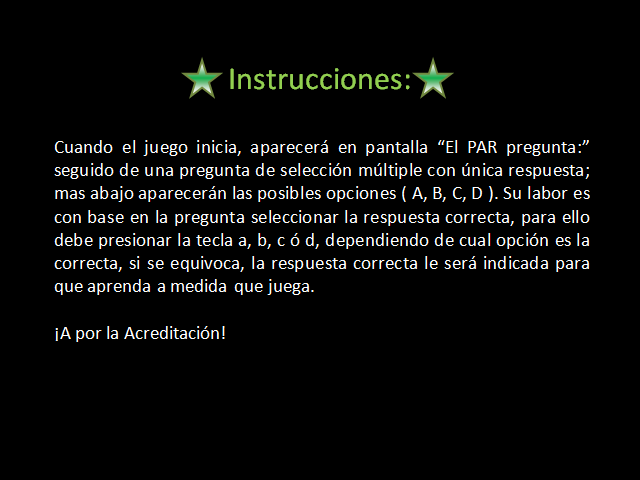 Instrucciones:
Cuando el juego inicia, aparecerá en pantalla “El PAR pregunta:”
seguido de una pregunta de selección múltiple con única respuesta;
mas abajo aparecerán las posibles opciones ( A, B, C, D ). Su labor es
con base en la pregunta seleccionar la respuesta correcta, para ello
debe presionar la tecla a, b, c ó d, dependiendo de cual opción es la
correcta, si se equivoca, la respuesta correcta le será indicada para
que aprenda a medida que juega.
¡A por la Acreditación!